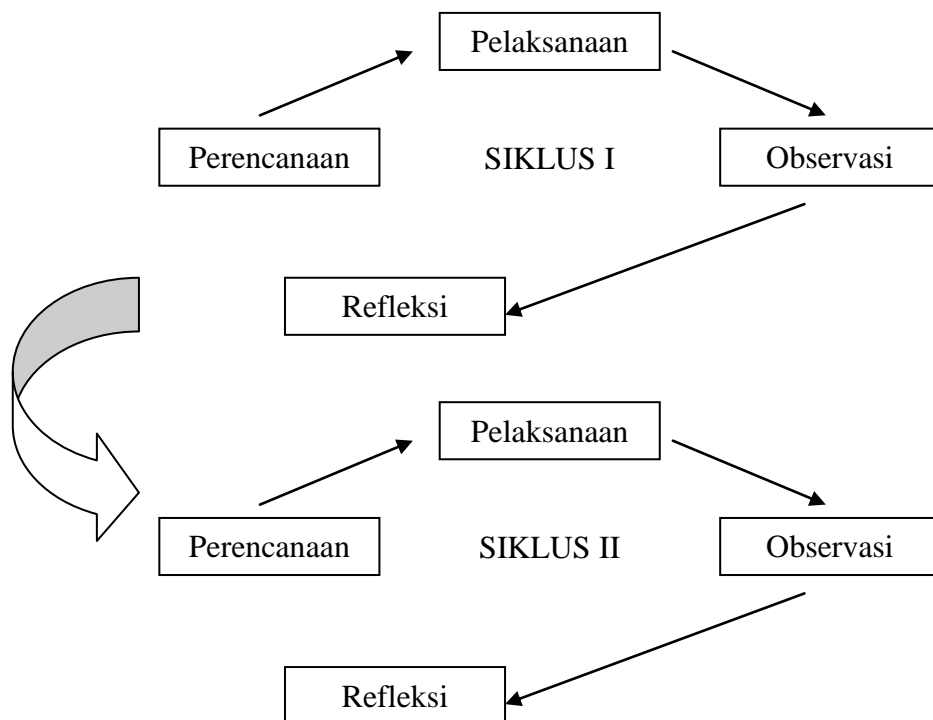 Pelaksanaan
Perencanaan
SIKLUS I
Observasi
Refleksi
Pelaksanaan
Perencanaan
SIKLUS II
Observasi
Refleksi